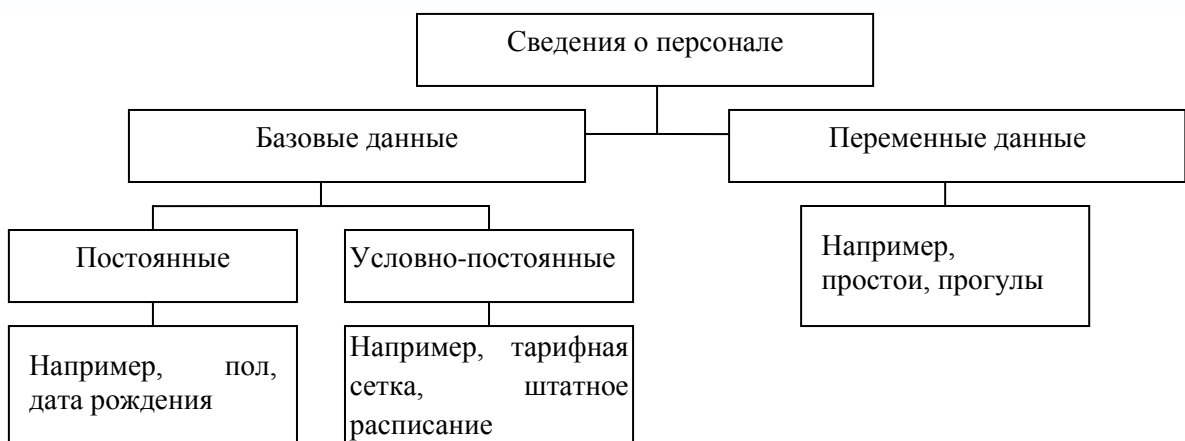 Сведения о персонале
Базовые данные
Переменные данные
Постоянные
Условно-постоянные
Например,
простои, прогулы
Например, пол,
дата рождения
Например, тарифная
сетка, штатное
расписание